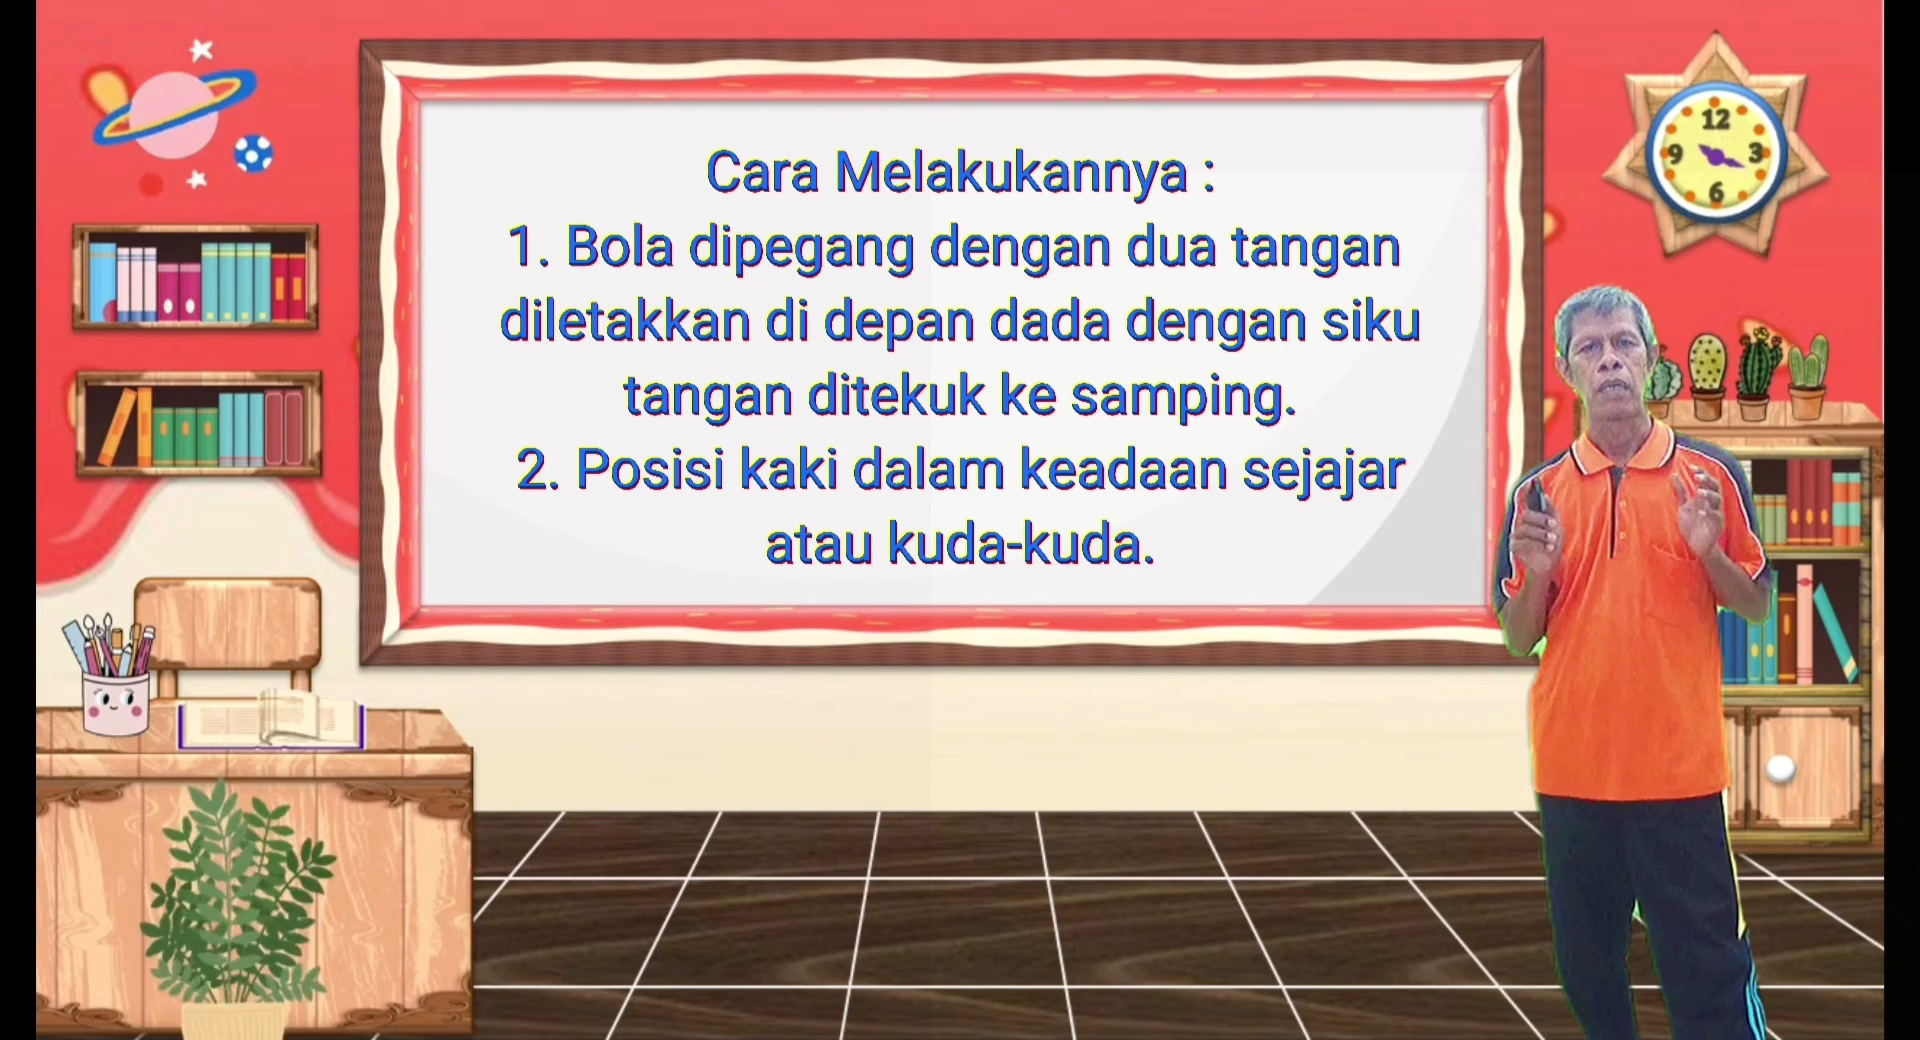 Cara Melakukannya :
1. Bola dipegang dengan dua tangan
diletakkan di depan dada dengan siku
tangan ditekuk ke samping.
2. Posisi kaki dalam keadaan sejajar
atau kuda-kuda.
12
9 3
6